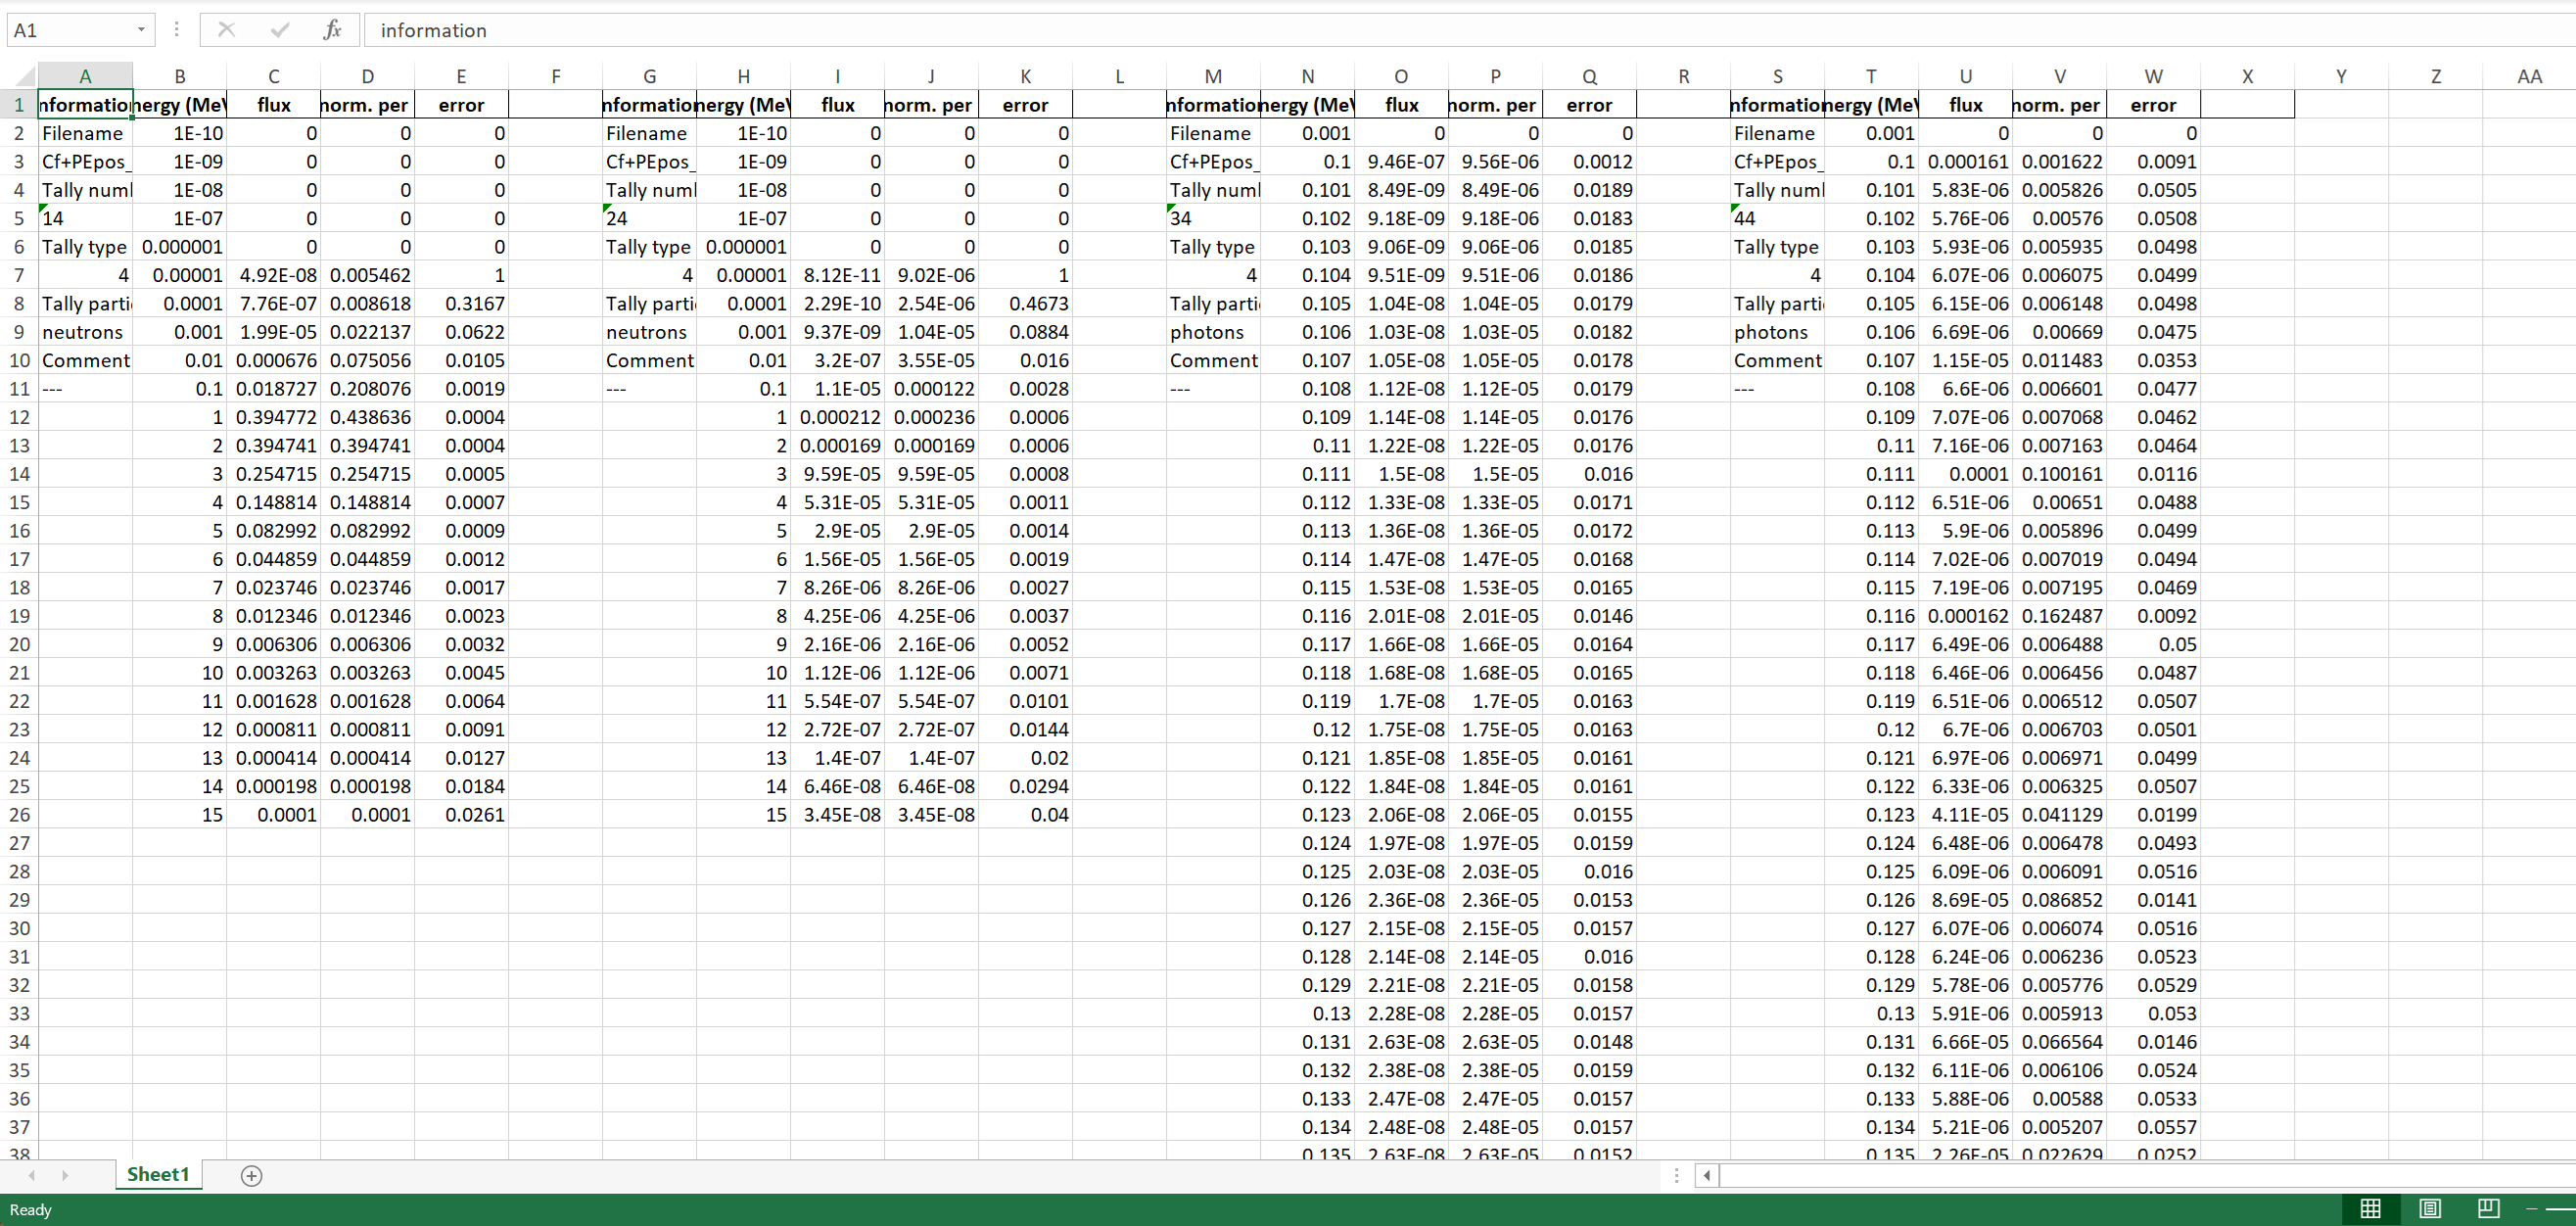 A1 information
A B C D E F G H I J K L M N O P Q R S T U V W X Y Z AA
1 nformation nergy (MeV flux norm. per error nformation nergy (MeV flux norm. per error nformation nergy (MeV flux norm. per error nformation nergy (MeV flux norm. per error
2 Filename 1E-10 0 0 0 Filename 1E-10 0 0 0 Filename 0.001 0 0 0 Filename 0.001 0 0 0
3 Cf+PEpos_ 1E-09 0 0 0 Cf+PEpos_ 1E-09 0 0 0 Cf+PEpos_ 0.1 9.46E-07 9.56E-06 0.0012 Cf+PEpos_ 0.1 0.000161 0.001622 0.0091
4 Tally numl 1E-08 0 0 0 Tally numl 1E-08 0 0 0 Tally numl 0.101 8.49E-09 8.49E-06 0.0189 Tally numl 0.101 5.83E-06 0.005826 0.0505
5 14 1E-07 0 0 0 24 1E-07 0 0 0 34 0.102 9.18E-09 9.18E-06 0.0183 44 0.102 5.76E-06 0.00576 0.0508
6 Tally type 0.000001 0 0 0 Tally type 0.000001 0 0 0 Tally type 0.103 9.06E-09 9.06E-06 0.0185 Tally type 0.103 5.93E-06 0.005935 0.0498
7 4 0.00001 4.92E-08 0.005462 1 4 0.00001 8.12E-11 9.02E-06 1 4 0.104 9.51E-09 9.51E-06 0.0186 4 0.104 6.07E-06 0.006075 0.0499
8 Tally parti 0.0001 7.76E-07 0.008618 0.3167 Tally parti 0.0001 2.29E-10 2.54E-06 0.4673 Tally parti 0.105 1.04E-08 1.04E-05 0.0179 Tally parti 0.105 6.15E-06 0.006148 0.0498
9 neutrons 0.001 1.99E-05 0.022137 0.0622 neutrons 0.001 9.37E-09 1.04E-05 0.0884 photons 0.106 1.03E-08 1.03E-05 0.0182 photons 0.106 6.69E-06 0.00669 0.0475
10 Comment 0.01 0.000676 0.075056 0.0105 Comment 0.01 3.2E-07 3.55E-05 0.016 Comment 0.107 1.05E-08 1.05E-05 0.0178 Comment 0.107 1.15E-05 0.011483 0.0353
11 --- 0.1 0.018727 0.208076 0.0019 --- 0.1 1.1E-05 0.000122 0.0028 --- 0.108 1.12E-08 1.12E-05 0.0179 --- 0.108 6.6E-06 0.006601 0.0477
12 1 0.394772 0.438636 0.0004 1 0.000212 0.000236 0.0006 0.109 1.14E-08 1.14E-05 0.0176 0.109 7.07E-06 0.007068 0.0462
13 2 0.394741 0.394741 0.0004 2 0.000169 0.000169 0.0006 0.11 1.22E-08 1.22E-05 0.0176 0.11 7.16E-06 0.007163 0.0464
14 3 0.254715 0.254715 0.0005 3 9.59E-05 9.59E-05 0.0008 0.111 1.5E-08 1.5E-05 0.016 0.111 0.0001 0.100161 0.0116
15 4 0.148814 0.148814 0.0007 4 5.31E-05 5.31E-05 0.0011 0.112 1.33E-08 1.33E-05 0.0171 0.112 6.51E-06 0.00651 0.0488
16 5 0.082992 0.082992 0.0009 5 2.9E-05 2.9E-05 0.0014 0.113 1.36E-08 1.36E-05 0.0172 0.113 5.9E-06 0.005896 0.0499
17 6 0.044859 0.044859 0.0012 6 1.56E-05 1.56E-05 0.0019 0.114 1.47E-08 1.47E-05 0.0168 0.114 7.02E-06 0.007019 0.0494
18 7 0.023746 0.023746 0.0017 7 8.26E-06 8.26E-06 0.0027 0.115 1.53E-08 1.53E-05 0.0165 0.115 7.19E-06 0.007195 0.0469
19 8 0.012346 0.012346 0.0023 8 4.25E-06 4.25E-06 0.0037 0.116 2.01E-08 2.01E-05 0.0146 0.116 0.000162 0.162487 0.0092
20 9 0.006306 0.006306 0.0032 9 2.16E-06 2.16E-06 0.0052 0.117 1.66E-08 1.66E-05 0.0164 0.117 6.49E-06 0.006488 0.05
21 10 0.003263 0.003263 0.0045 10 1.12E-06 1.12E-06 0.0071 0.118 1.68E-08 1.68E-05 0.0165 0.118 6.46E-06 0.006456 0.0487
22 11 0.001628 0.001628 0.0064 11 5.54E-07 5.54E-07 0.0101 0.119 1.7E-08 1.7E-05 0.0163 0.119 6.51E-06 0.006512 0.0507
23 12 0.000811 0.000811 0.0091 12 2.72E-07 2.72E-07 0.0144 0.12 1.75E-08 1.75E-05 0.0163 0.12 6.7E-06 0.006703 0.0501
24 13 0.000414 0.000414 0.0127 13 1.4E-07 1.4E-07 0.02 0.121 1.85E-08 1.85E-05 0.0161 0.121 6.97E-06 0.006971 0.0499
25 14 0.000198 0.000198 0.0184 14 6.46E-08 6.46E-08 0.0294 0.122 1.84E-08 1.84E-05 0.0161 0.122 6.33E-06 0.006325 0.0507
26 15 0.0001 0.0001 0.0261 15 3.45E-08 3.45E-08 0.04 0.123 2.06E-08 2.06E-05 0.0155 0.123 4.11E-05 0.041129 0.0199
27 0.124 1.97E-08 1.97E-05 0.0159 0.124 6.48E-06 0.006478 0.0493
28 0.125 2.03E-08 2.03E-05 0.016 0.125 6.09E-06 0.006091 0.0516
29 0.126 2.36E-08 2.36E-05 0.0153 0.126 8.69E-05 0.086852 0.0141
30 0.127 2.15E-08 2.15E-05 0.0157 0.127 6.07E-06 0.006074 0.0516
31 0.128 2.14E-08 2.14E-05 0.016 0.128 6.24E-06 0.006236 0.0523
32 0.129 2.21E-08 2.21E-05 0.0158 0.129 5.78E-06 0.005776 0.0529
33 0.13 2.28E-08 2.28E-05 0.0157 0.13 5.91E-06 0.005913 0.053
34 0.131 2.63E-08 2.63E-05 0.0148 0.131 6.66E-05 0.066564 0.0146
35 0.132 2.38E-08 2.38E-05 0.0159 0.132 6.11E-06 0.006106 0.0524
36 0.133 2.47E-08 2.47E-05 0.0157 0.133 5.88E-06 0.00588 0.0533
37 0.134 2.48E-08 2.48E-05 0.0157 0.134 5.21E-06 0.005207 0.0557
38 0.135 2.63E-08 2.63E-05 0.0152 0.135 2.26E-05 0.022629 0.0252
Sheet1
Ready